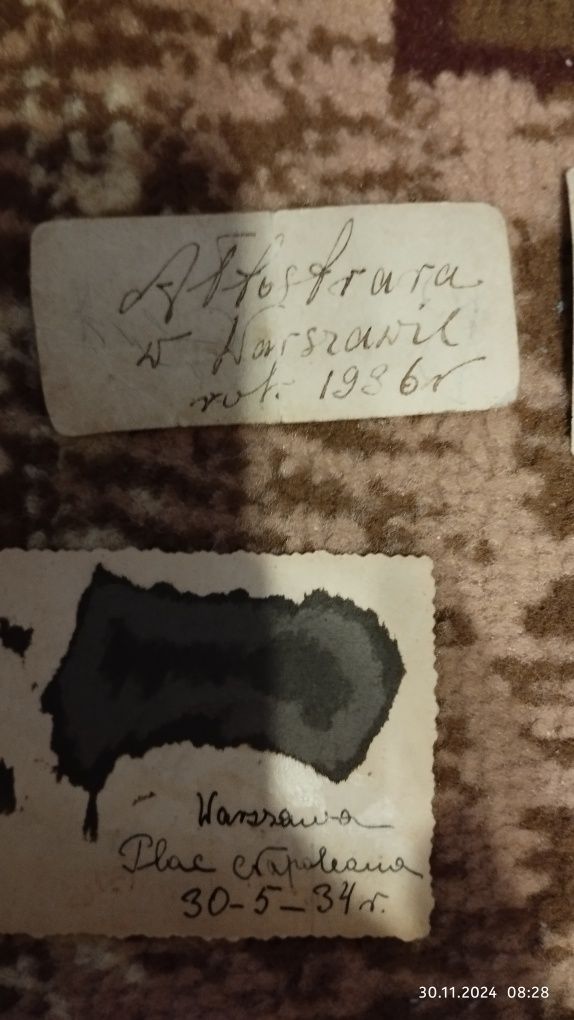 w Warszawie
rok. 1936r
Warszawa
Plac Napoleona
30-5-34r.
30.11.2024 08:28